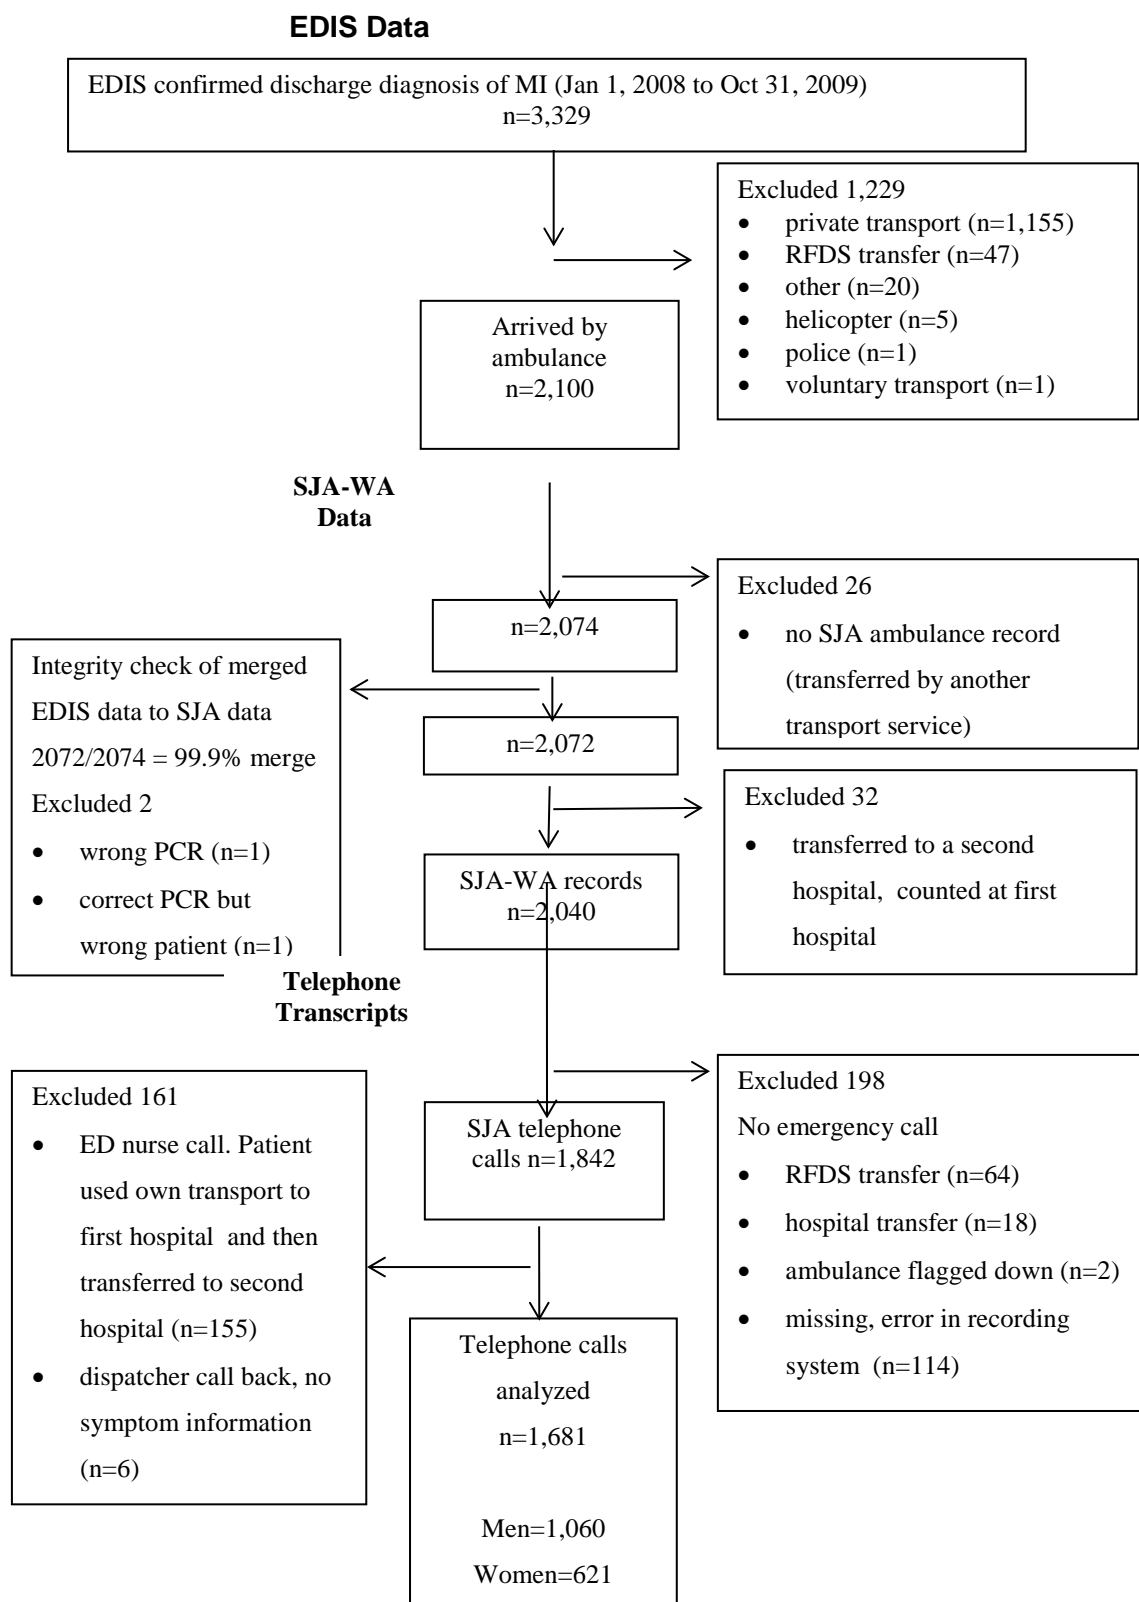 EDIS Data
EDIS confirmed discharge diagnosis of MI (Jan 1, 2008 to Oct 31, 2009)
n=3,329
Excluded 1,229
• private transport (n=1,155)
• RFDS transfer (n=47)
• other (n=20)
• helicopter (n=5)
• police (n=1)
• voluntary transport (n=1)
Arrived by
ambulance
n=2,100
SJA-WA
Data
Excluded 26
• no SJA ambulance record
(transferred by another
transport service)
n=2,074
Integrity check of merged
EDIS data to SJA data
2072/2074 = 99.9% merge
Excluded 2
• wrong PCR (n=1)
• correct PCR but
wrong patient (n=1)
n=2,072
Excluded 32
• transferred to a second
hospital, counted at first
hospital
SJA-WA records
n=2,040
Telephone
Transcripts
Excluded 198
No emergency call
• RFDS transfer (n=64)
• hospital transfer (n=18)
• ambulance flagged down (n=2)
• missing, error in recording
system (n=114)
SJA telephone
calls n=1,842
Excluded 161
• ED nurse call. Patient
used own transport to
first hospital and then
transferred to second
hospital (n=155)
• dispatcher call back, no
symptom information
(n=6)
Telephone calls
analyzed
n=1,681
Men=1,060
Women=621